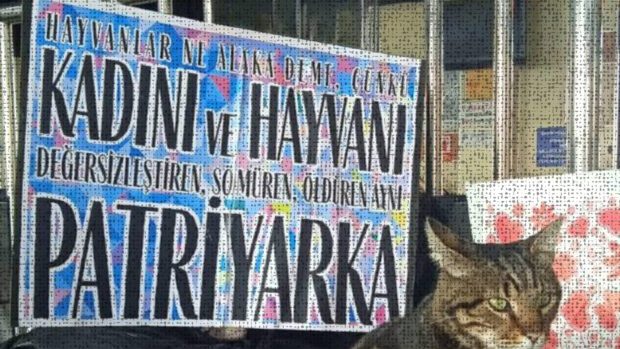 HAYVANLAR NE ALAKA DEME, ÇÜNKÜ
KADINI VE HAYVANI
DEĞERSİZLEŞTİREN, SÖMÜREN, ÖLDÜREN AYNI
PATRİYARKA